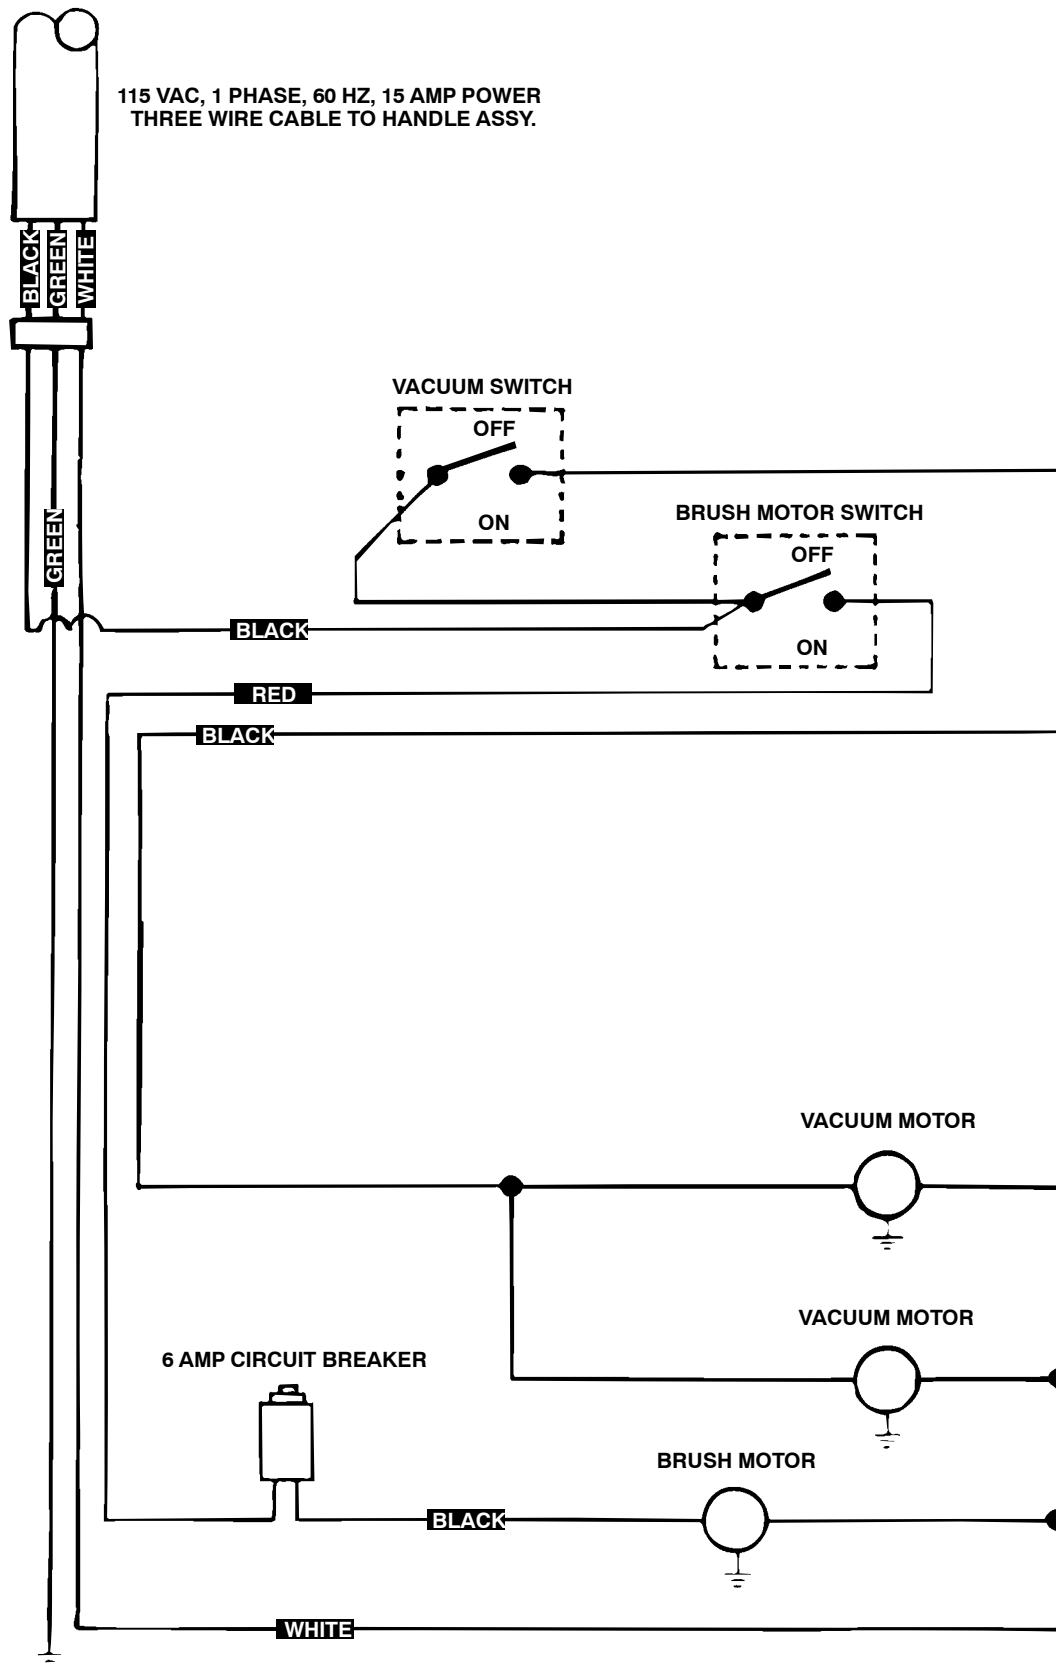 115 VAC, 1 PHASE, 60 HZ, 15 AMP POWER
THREE WIRE CABLE TO HANDLE ASSY.
BLACK
GREEN
WHITE
VACUUM SWITCH
OFF
ON
GREEN
BRUSH MOTOR SWITCH
OFF
ON
BLACK
RED
BLACK
VACUUM MOTOR
VACUUM MOTOR
6 AMP CIRCUIT BREAKER
BRUSH MOTOR
BLACK
WHITE